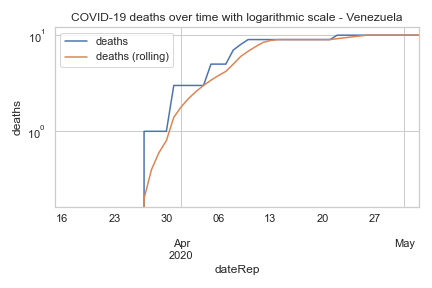 COVID-19 deaths over time with logarithmic scale - Venezuela
deaths
deaths (rolling)
10¹
10⁰
deaths
16 23 30 06 13 20 27
Apr May
2020
dateRep